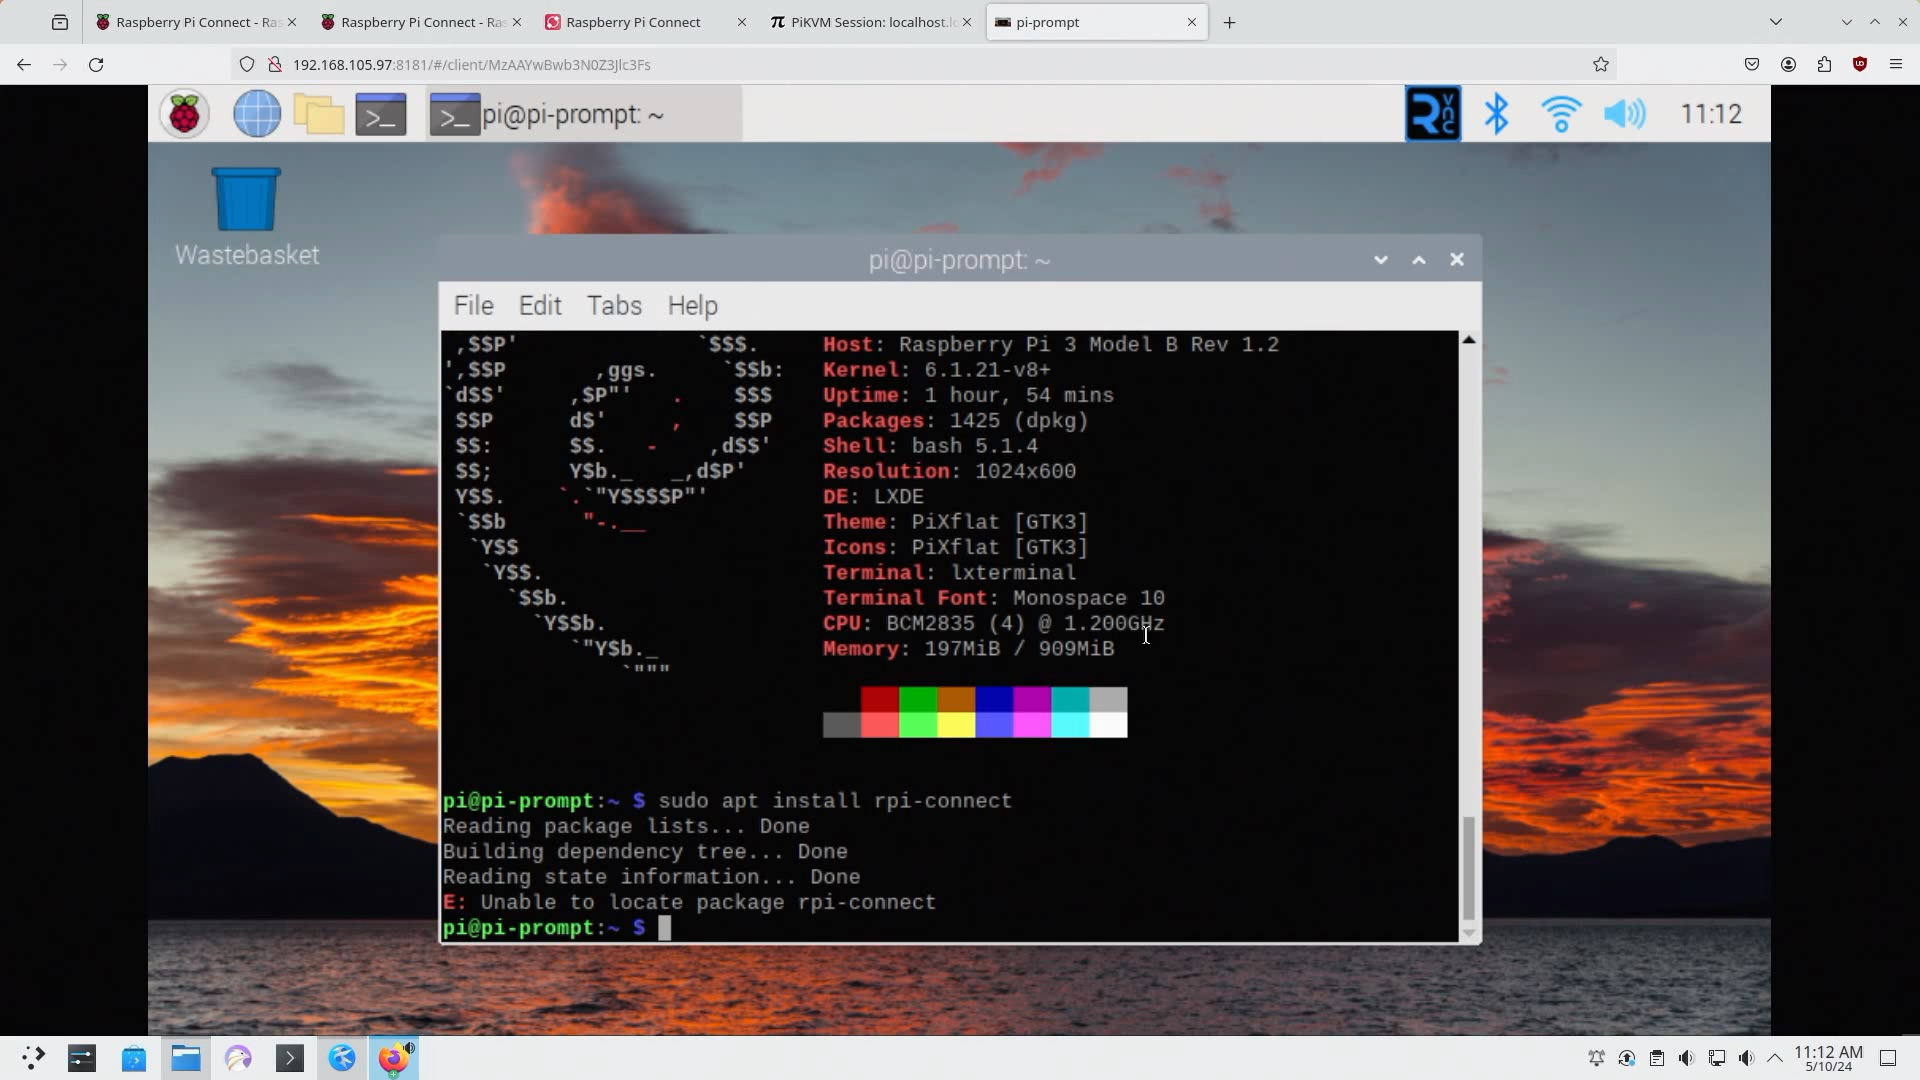 Raspberry Pi Connect - Ras
Raspberry Pi Connect - Ras
Raspberry Pi Connect
PiKVM Session: localhost.lo
pi-prompt
192.168.105.97:8181/#/client/MzAAYwBwb3N0Z3Jlc3Fs
pi@pi-prompt: ~
11:12
Wastebasket
pi@pi-prompt: ~
File Edit Tabs Help
,$$P' `$$$. Host: Raspberry Pi 3 Model B Rev 1.2
',$$P ,ggs. `$$b: Kernel: 6.1.21-v8+
`d$$' ,$P"' . $$$ Uptime: 1 hour, 54 mins
$$P d$' , $$P Packages: 1425 (dpkg)
$$: $$. - ,d$$' Shell: bash 5.1.4
$$; Y$b._ _,d$P' Resolution: 1024x600
Y$$. `.`"Y$$$$P"' DE: LXDE
`$$b "-.__ Theme: PiXflat [GTK3]
`Y$$ Icons: PiXflat [GTK3]
`Y$$. Terminal: lxterminal
`$$b. Terminal Font: Monospace 10
`Y$$b. CPU: BCM2835 (4) @ 1.200GHz
`"Y$b._ Memory: 197MiB / 909MiB
`"""
pi@pi-prompt:~ $ sudo apt install rpi-connect
Reading package lists... Done
Building dependency tree... Done
Reading state information... Done
E: Unable to locate package rpi-connect
pi@pi-prompt:~ $
11:12 AM
5/10/24